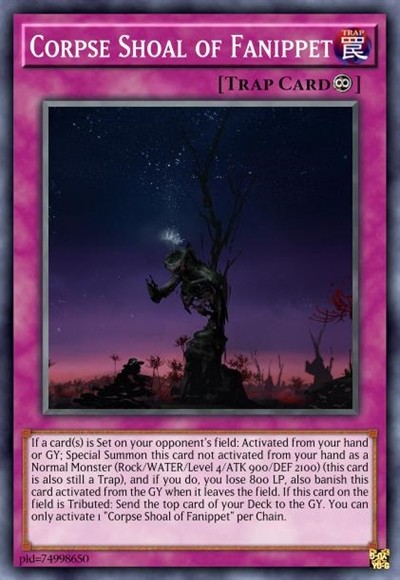 CORPSE SHOAL OF FANIPPET
TRAP
罠
[TRAP CARD♾]
If a card(s) is Set on your opponent's field: Activated from your hand
or GY; Special Summon this card not activated from your hand as a
Normal Monster (Rock/WATER/Level 4/ATK 900/DEF 2100) (this card
is also still a Trap), and if you do, you lose 800 LP, also banish this
card activated from the GY when it leaves the field. If this card on the
field is Tributed: Send the top card of your Deck to the GY. You can
only activate 1 "Corpse Shoal of Fanippet" per Chain.
pid=74998650